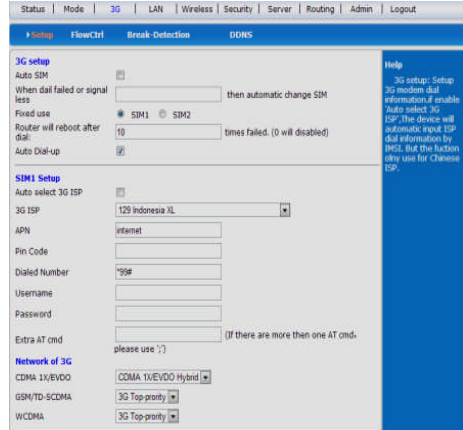 Status | Mode | 3G | LAN | Wireless | Security | Server | Routing | Admin | Logout
Setup FlowCtrl Break-Detection DDNS
3G setup
Auto SIM
When dail failed or signal less then automatic change SIM
Fixed use SIM1 SIM2
Router will reboot after dial: 10 times failed. (0 will disabled)
Auto Dial-up
SIM1 Setup
Auto select 3G ISP
3G ISP 129 Indonesia XL
APN internet
Pin Code
Dialed Number *99#
Username
Password
Extra AT cmd (If there are more then one AT cmd,
please use ';')
Network of 3G
CDMA 1X/EVDO CDMA 1X/EVDO Hybrid
GSM/TD-SCDMA 3G Top-prority
WCDMA 3G Top-prority
Help
3G setup: Setup
3G modem dial
information.if enable
'Auto select 3G
ISP',The device will
automatic input ISP
dial information by
IMSI. But the fuction
olny use for Chinese
ISP.